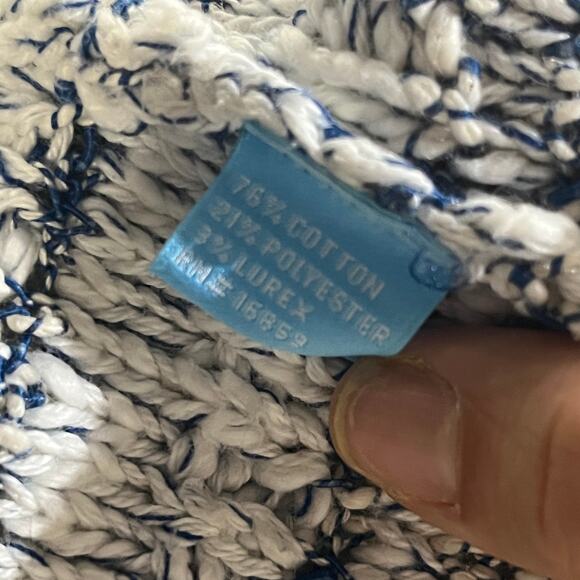 76% COTTON
21% POLYESTER
3% LUREX
RN# 16859